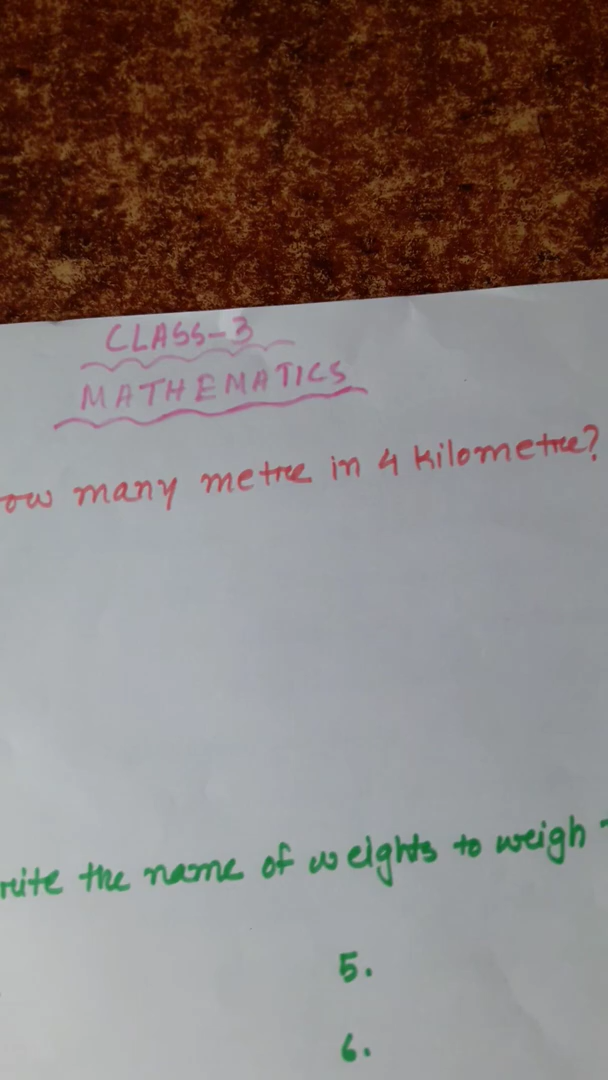 CLASS-3
MATHEMATICS
ow many metre in 4 kilometre?
rite the name of weights to weigh
5.
6.